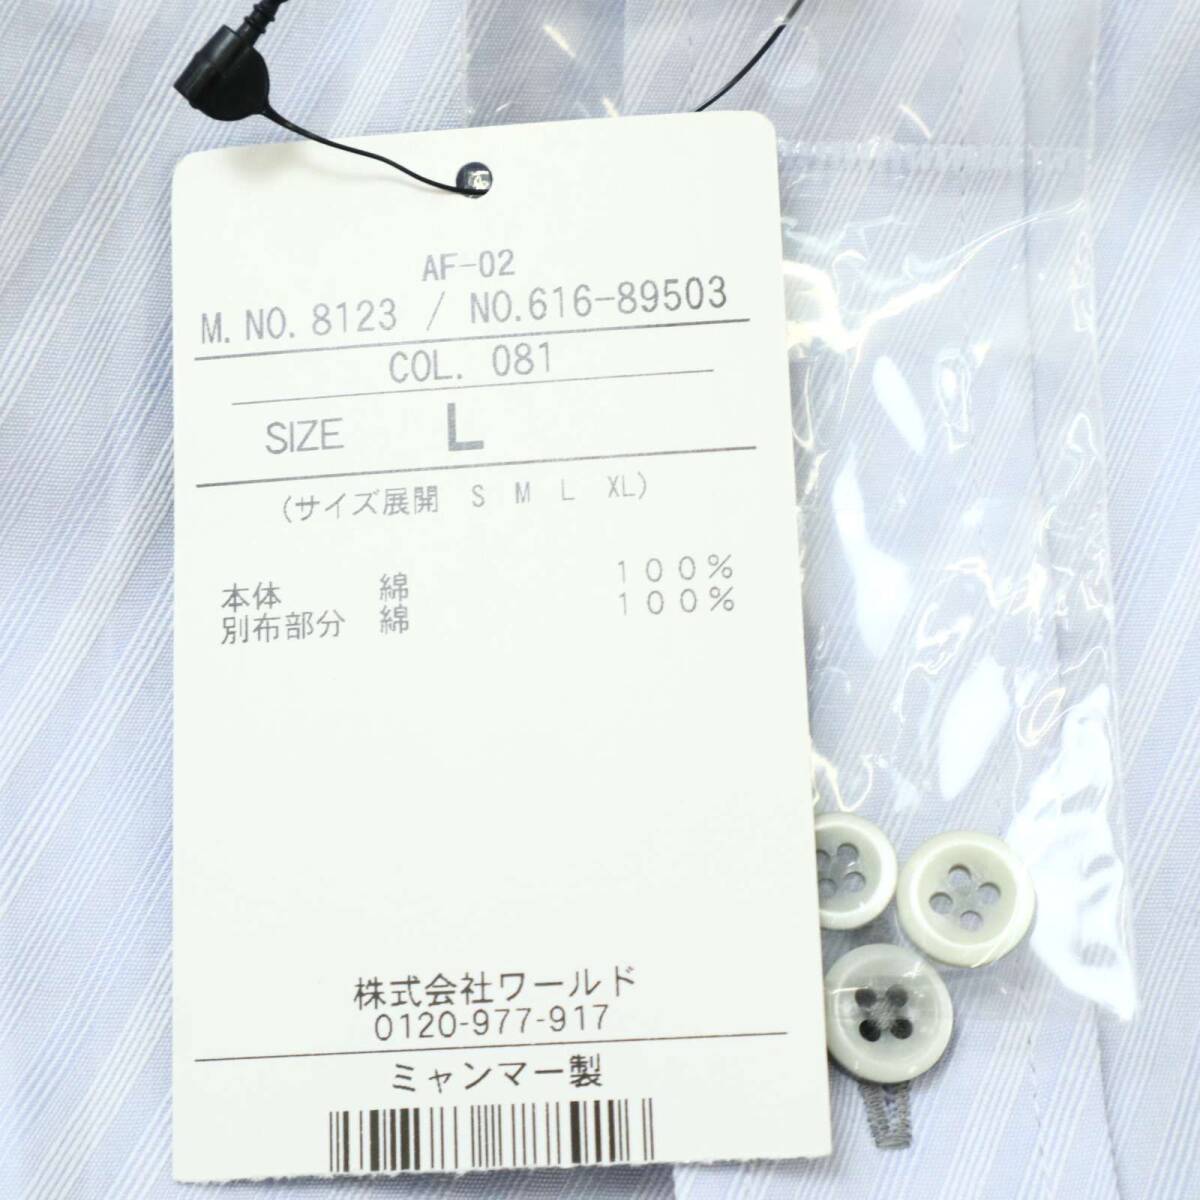 AF-02
M.NO.8123 / NO.616-89503
COL. 081
SIZE L
(サイズ展開 S M L XL)
本体 綿 100%
別布部分 綿 100%
株式会社ワールド
0120-977-917
ミャンマー製